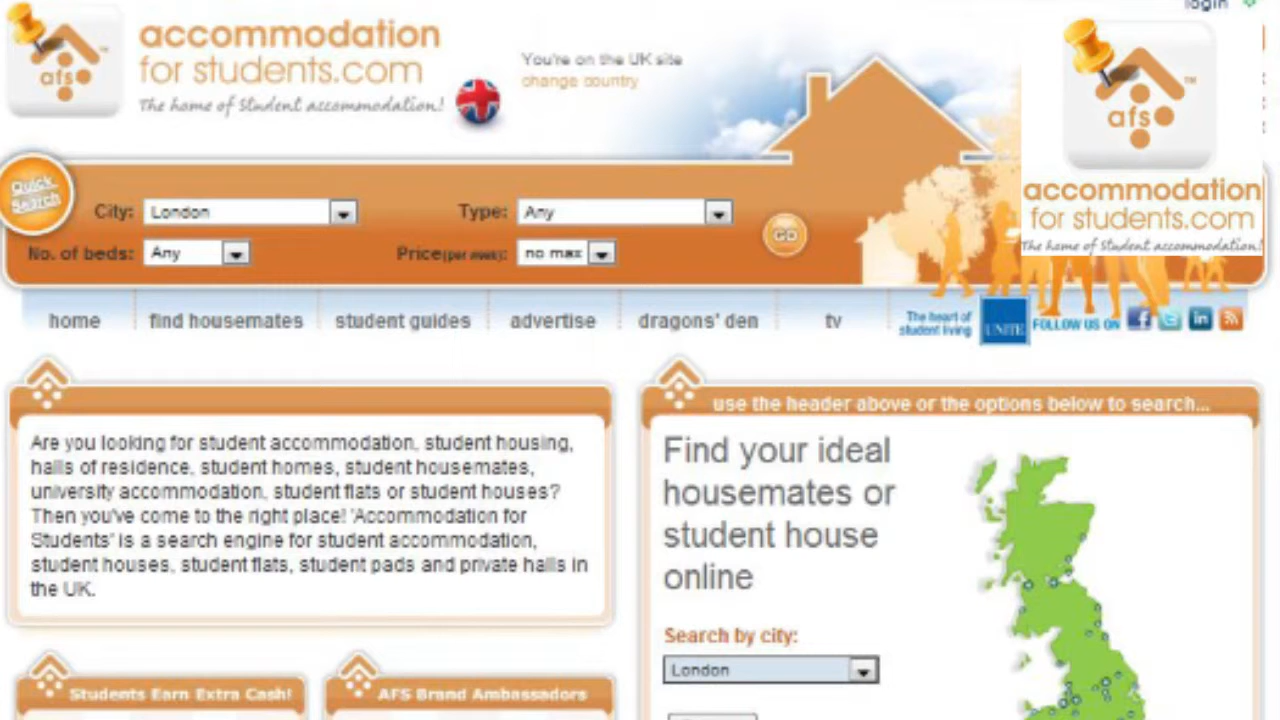 login
afs
accommodation
for students.com
The home of Student accommodation!
You're on the UK site
change country
afs
TM
accommodation
for students.com
The home of Student accommodation!
Quick
Search
City: London
Type: Any
No. of beds: Any
Price(per week): no max
GO
home find housemates student guides advertise dragons' den tv
The heart of
student living
UNITE
FOLLOW US ON
use the header above or the options below to search...
Are you looking for student accommodation, student housing,
halls of residence, student homes, student housemates,
university accommodation, student flats or student houses?
Then you've come to the right place! 'Accommodation for
Students' is a search engine for student accommodation,
student houses, student flats, student pads and private halls in
the UK.
Find your ideal
housemates or
student house
online
Search by city:
London
Students Earn Extra Cash!
AFS Brand Ambassadors